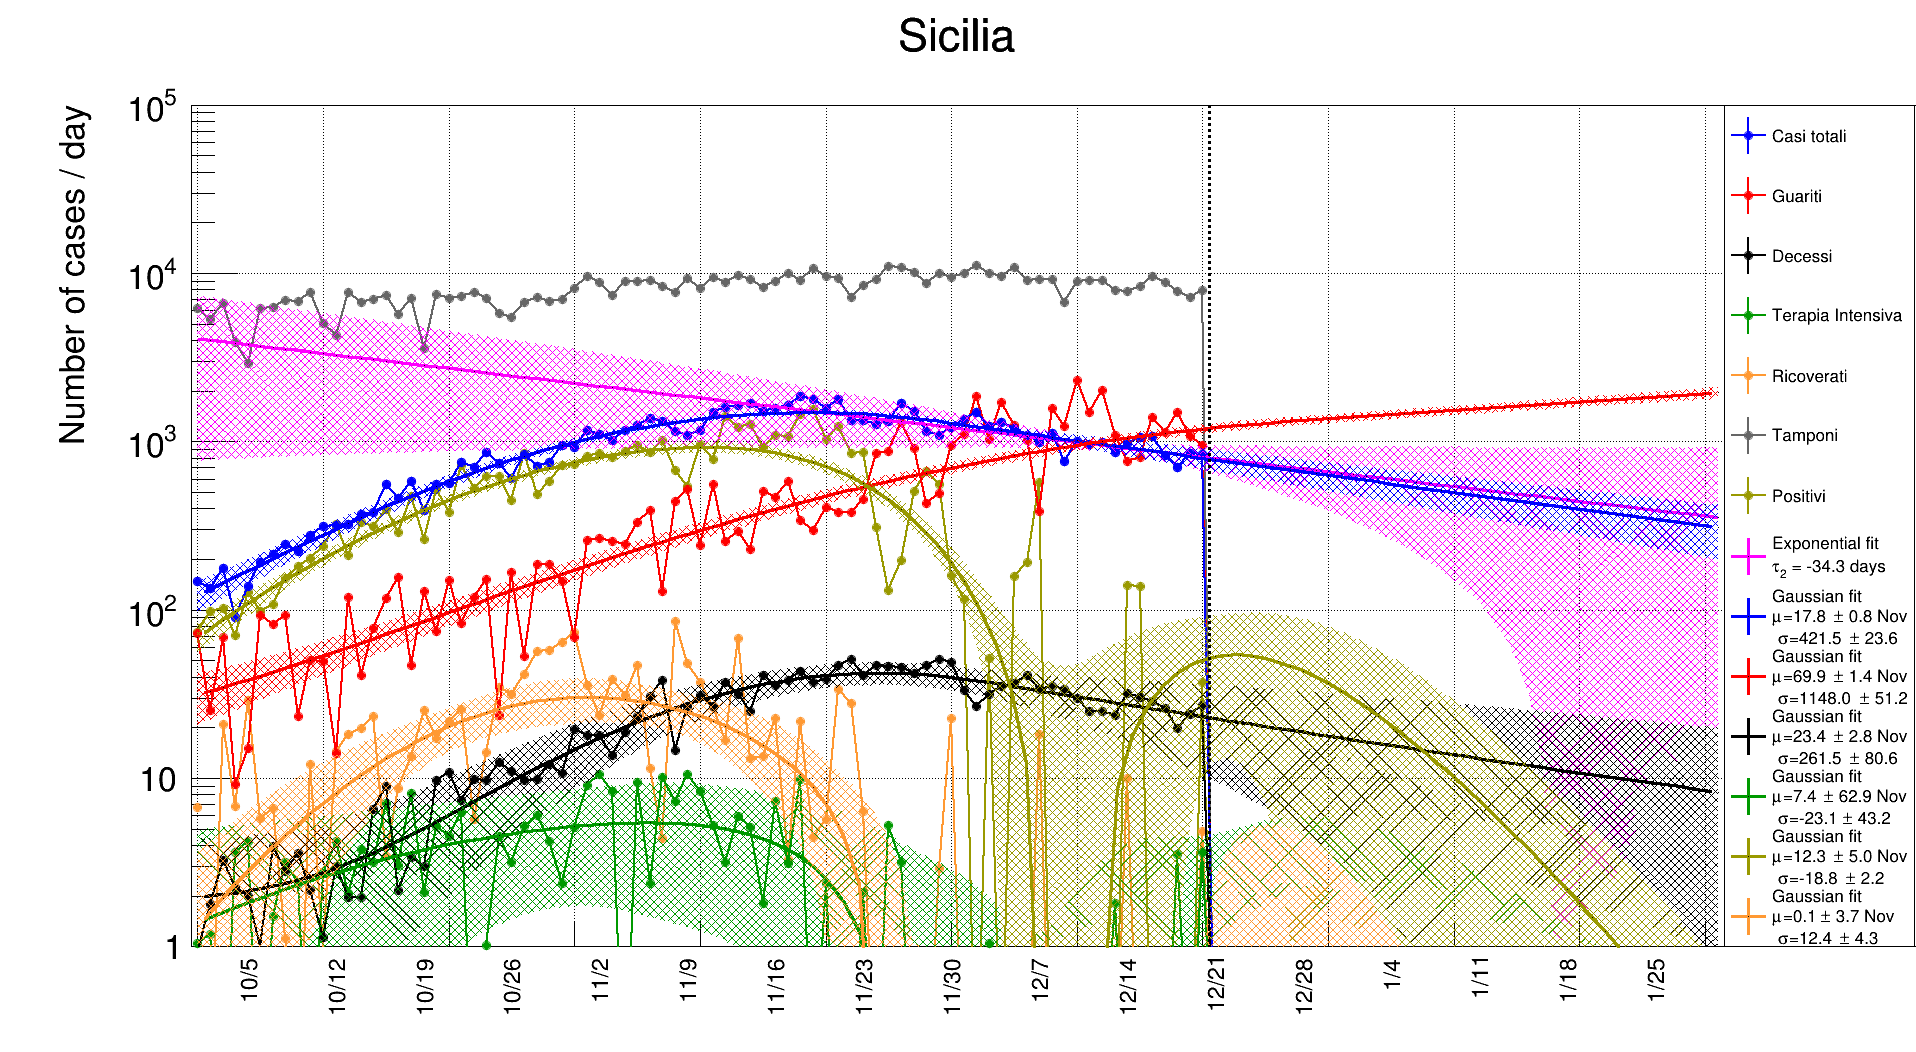 Sicilia
Number of cases / day
10^5
10^4
10^3
10^2
10
1
10/5
10/12
10/19
10/26
11/2
11/9
11/16
11/23
11/30
12/7
12/14
12/21
12/28
1/4
1/11
1/18
1/25
Casi totali
Guariti
Decessi
Terapia Intensiva
Ricoverati
Tamponi
Positivi
Exponential fit
τ_2 = -34.3 days
Gaussian fit
μ=17.8 ± 0.8 Nov
σ=421.5 ± 23.6
Gaussian fit
μ=69.9 ± 1.4 Nov
σ=1148.0 ± 51.2
Gaussian fit
μ=23.4 ± 2.8 Nov
σ=261.5 ± 80.6
Gaussian fit
μ=7.4 ± 62.9 Nov
σ=-23.1 ± 43.2
Gaussian fit
μ=12.3 ± 5.0 Nov
σ=-18.8 ± 2.2
Gaussian fit
μ=0.1 ± 3.7 Nov
σ=12.4 ± 4.3